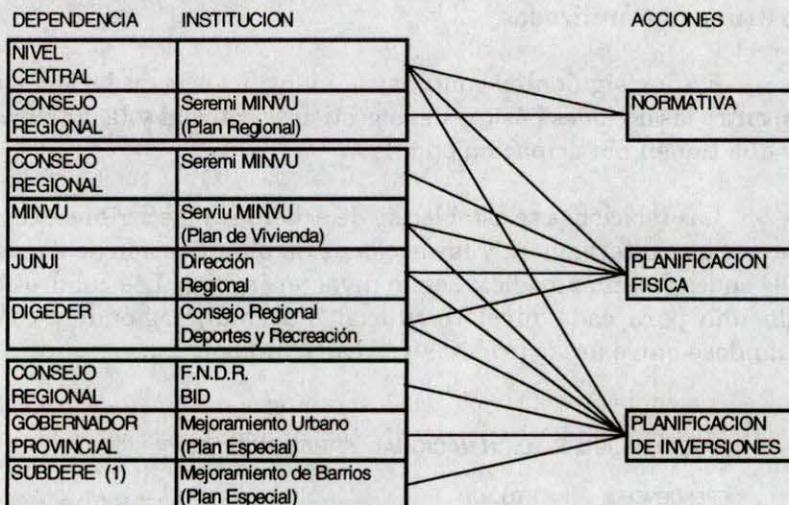 DEPENDENCIA INSTITUCION ACCIONES
NIVEL
CENTRAL
CONSEJO Seremi MINVU NORMATIVA
REGIONAL (Plan Regional)
CONSEJO Seremi MINVU
REGIONAL
MINVU Serviu MINVU
(Plan de Vivienda)
JUNJI Dirección PLANIFICACION
Regional FISICA
DIGEDER Consejo Regional
Deportes y Recreación
CONSEJO F.N.D.R.
REGIONAL BID
GOBERNADOR Mejoramiento Urbano PLANIFICACION
PROVINCIAL (Plan Especial) DE INVERSIONES
SUBDERE (1) Mejoramiento de Barrios
(Plan Especial)